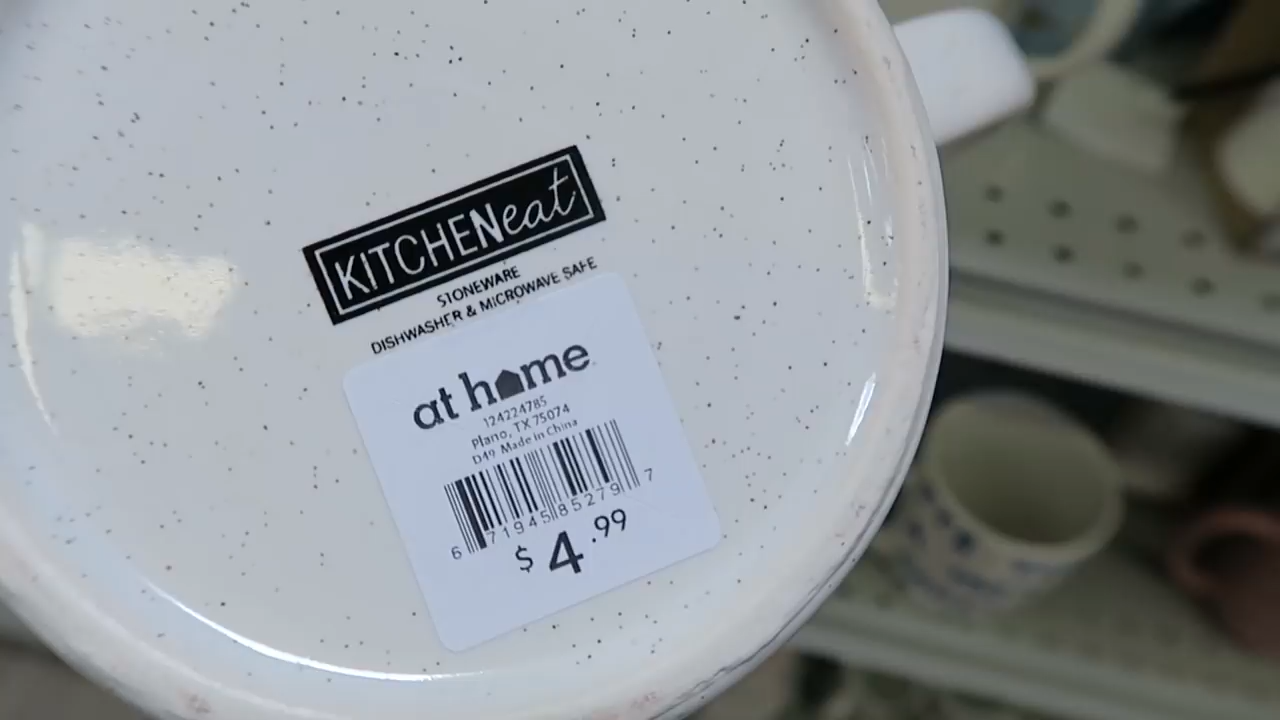 KITCHENeat
STONEWARE
DISHWASHER & MICROWAVE SAFE
at home
124224785
Plano, TX 75074
D49 Made in China
6 71945 85279 7
$4.99